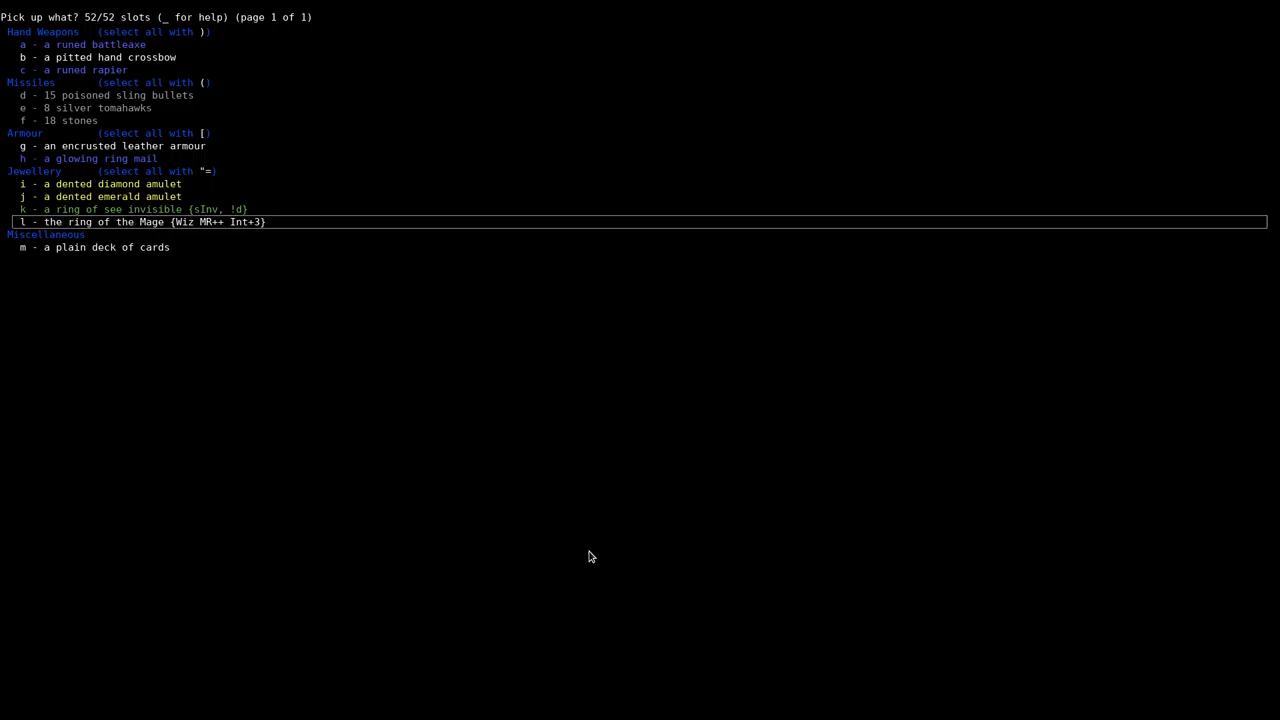 Pick up what? 52/52 slots (_ for help) (page 1 of 1)
Hand Weapons (select all with ))
a - a runed battleaxe
b - a pitted hand crossbow
c - a runed rapier
Missiles (select all with ()
d - 15 poisoned sling bullets
e - 8 silver tomahawks
f - 18 stones
Armour (select all with [)
g - an encrusted leather armour
h - a glowing ring mail
Jewellery (select all with "=)
i - a dented diamond amulet
j - a dented emerald amulet
k - a ring of see invisible {sInv, !d}
l - the ring of the Mage {Wiz MR++ Int+3}
Miscellaneous
m - a plain deck of cards